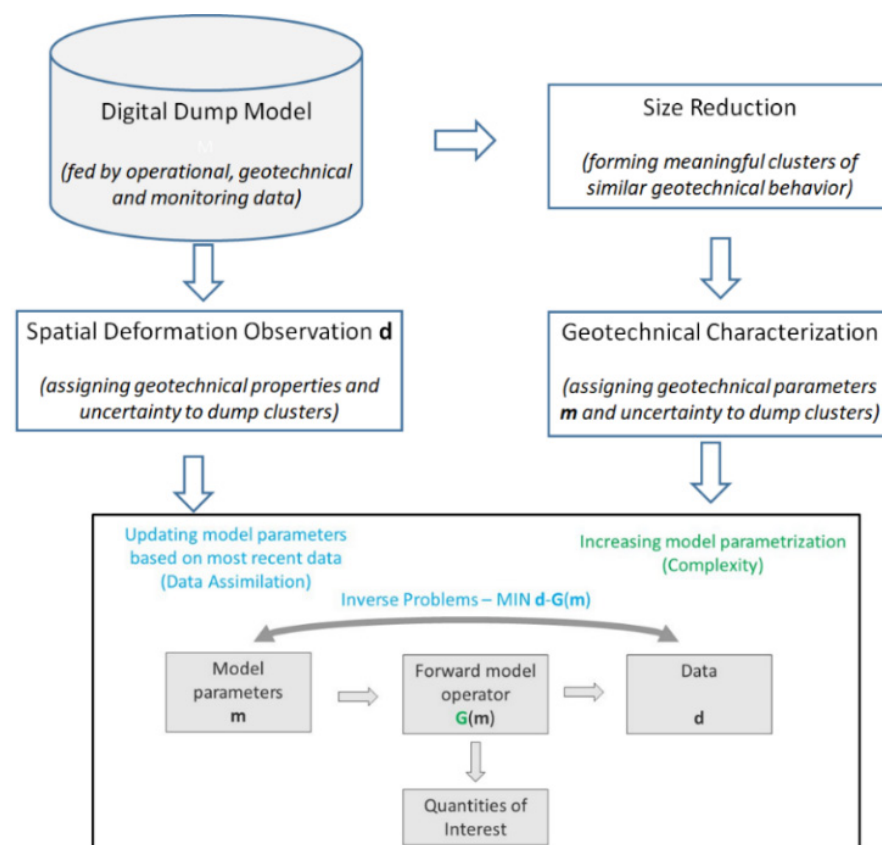 Digital Dump Model
M
(fed by operational, geotechnical
and monitoring data)
Size Reduction
(forming meaningful clusters of
similar geotechnical behavior)
Spatial Deformation Observation d
(assigning geotechnical properties and
uncertainty to dump clusters)
Geotechnical Characterization
(assigning geotechnical parameters
m and uncertainty to dump clusters)
Updating model parameters
based on most recent data
(Data Assimilation)
Increasing model parametrization
(Complexity)
Inverse Problems – MIN d-G(m)
Model
parameters
m
Forward model
operator
G(m)
Data
d
Quantities of
Interest